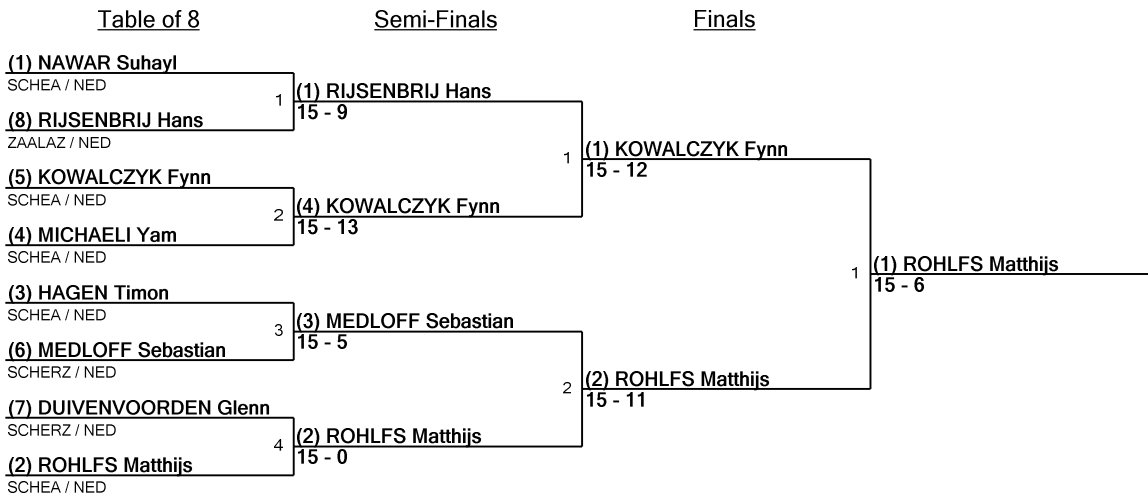 Table of 8
Semi-Finals
Finals
(1) NAWAR Suhayl
SCHEA / NED
1
(8) RIJSENBRIJ Hans
ZAALAZ / NED
(5) KOWALCZYK Fynn
SCHEA / NED
2
(4) MICHAELI Yam
SCHEA / NED
(3) HAGEN Timon
SCHEA / NED
3
(6) MEDLOFF Sebastian
SCHERZ / NED
(7) DUIVENVOORDEN Glenn
SCHERZ / NED
4
(2) ROHLFS Matthijs
SCHEA / NED
(1) RIJSENBRIJ Hans
15 - 9
1
(4) KOWALCZYK Fynn
15 - 13
(3) MEDLOFF Sebastian
15 - 5
2
(2) ROHLFS Matthijs
15 - 0
(1) KOWALCZYK Fynn
15 - 12
1
(2) ROHLFS Matthijs
15 - 11
(1) ROHLFS Matthijs
15 - 6